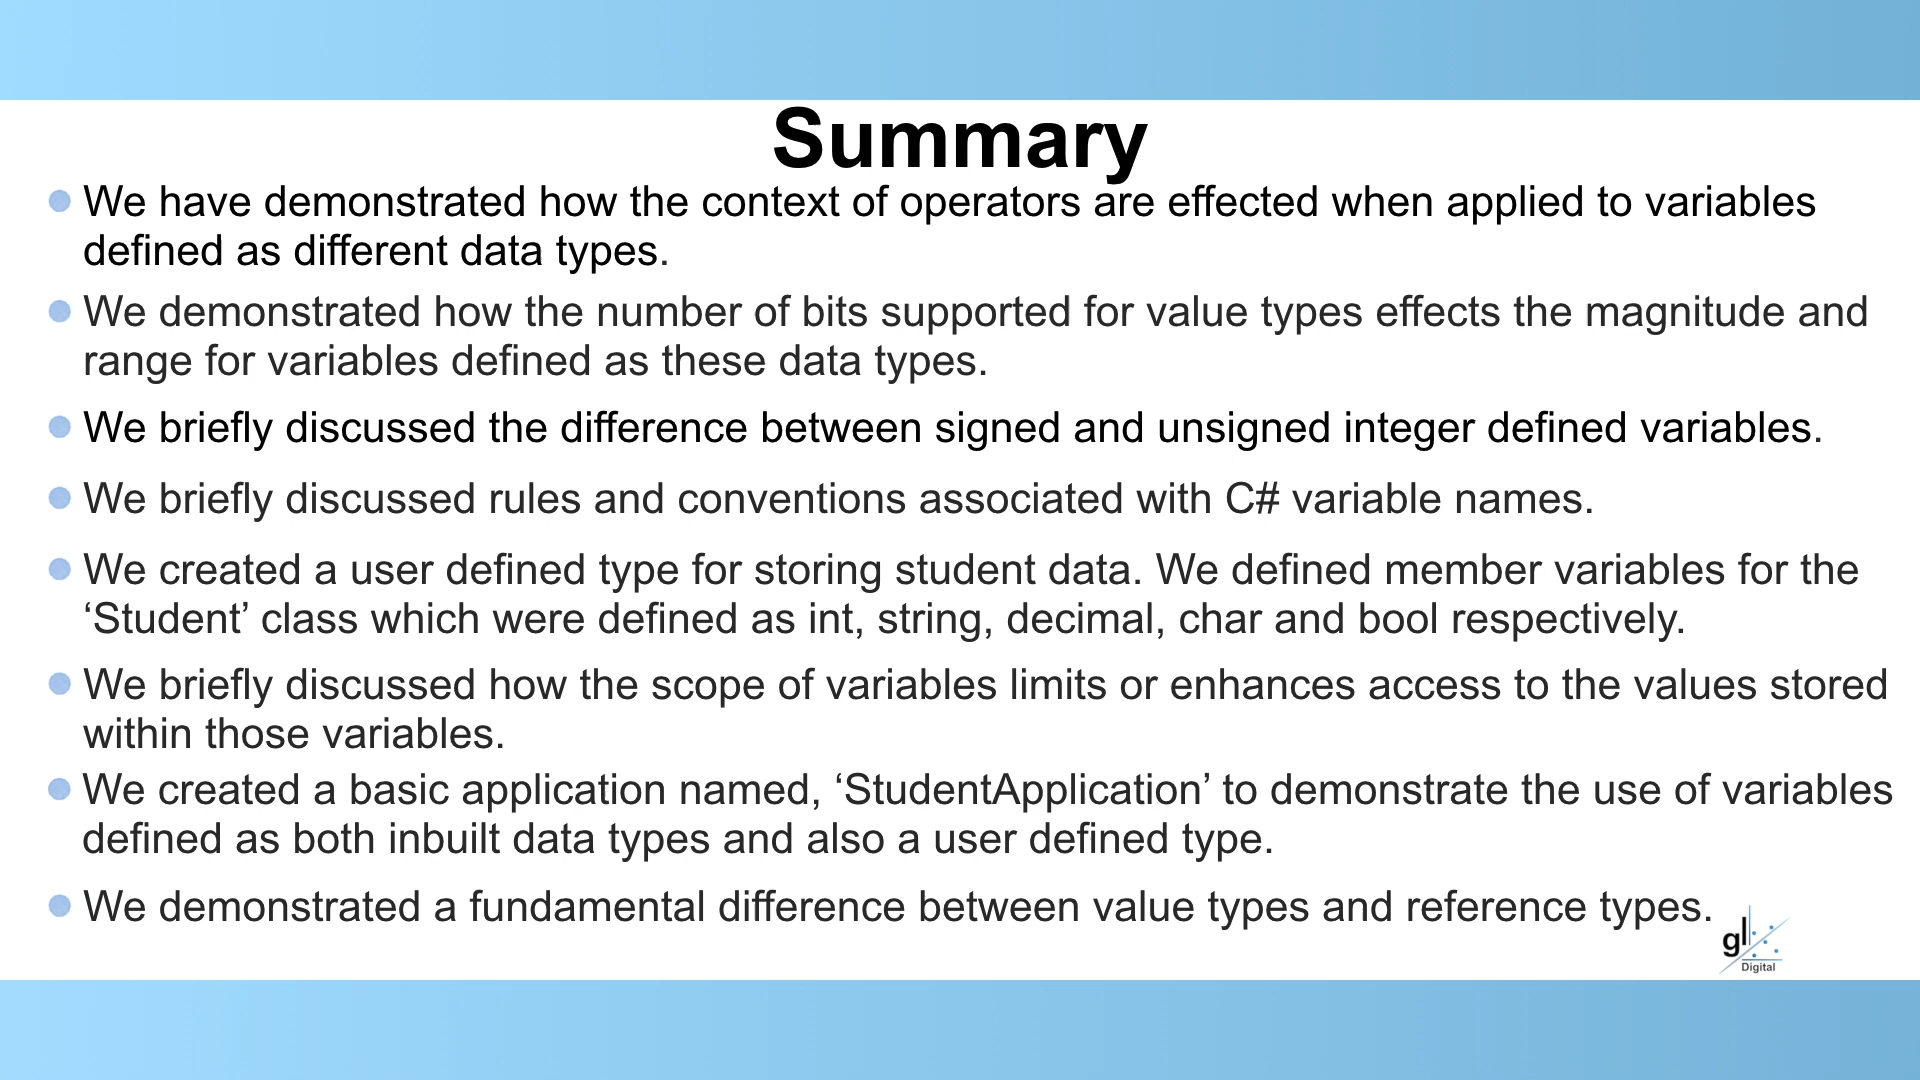 Summary
We have demonstrated how the context of operators are effected when applied to variables
defined as different data types.
We demonstrated how the number of bits supported for value types effects the magnitude and
range for variables defined as these data types.
We briefly discussed the difference between signed and unsigned integer defined variables.
We briefly discussed rules and conventions associated with C# variable names.
We created a user defined type for storing student data. We defined member variables for the
‘Student’ class which were defined as int, string, decimal, char and bool respectively.
We briefly discussed how the scope of variables limits or enhances access to the values stored
within those variables.
We created a basic application named, ‘StudentApplication’ to demonstrate the use of variables
defined as both inbuilt data types and also a user defined type.
We demonstrated a fundamental difference between value types and reference types.
gl
Digital